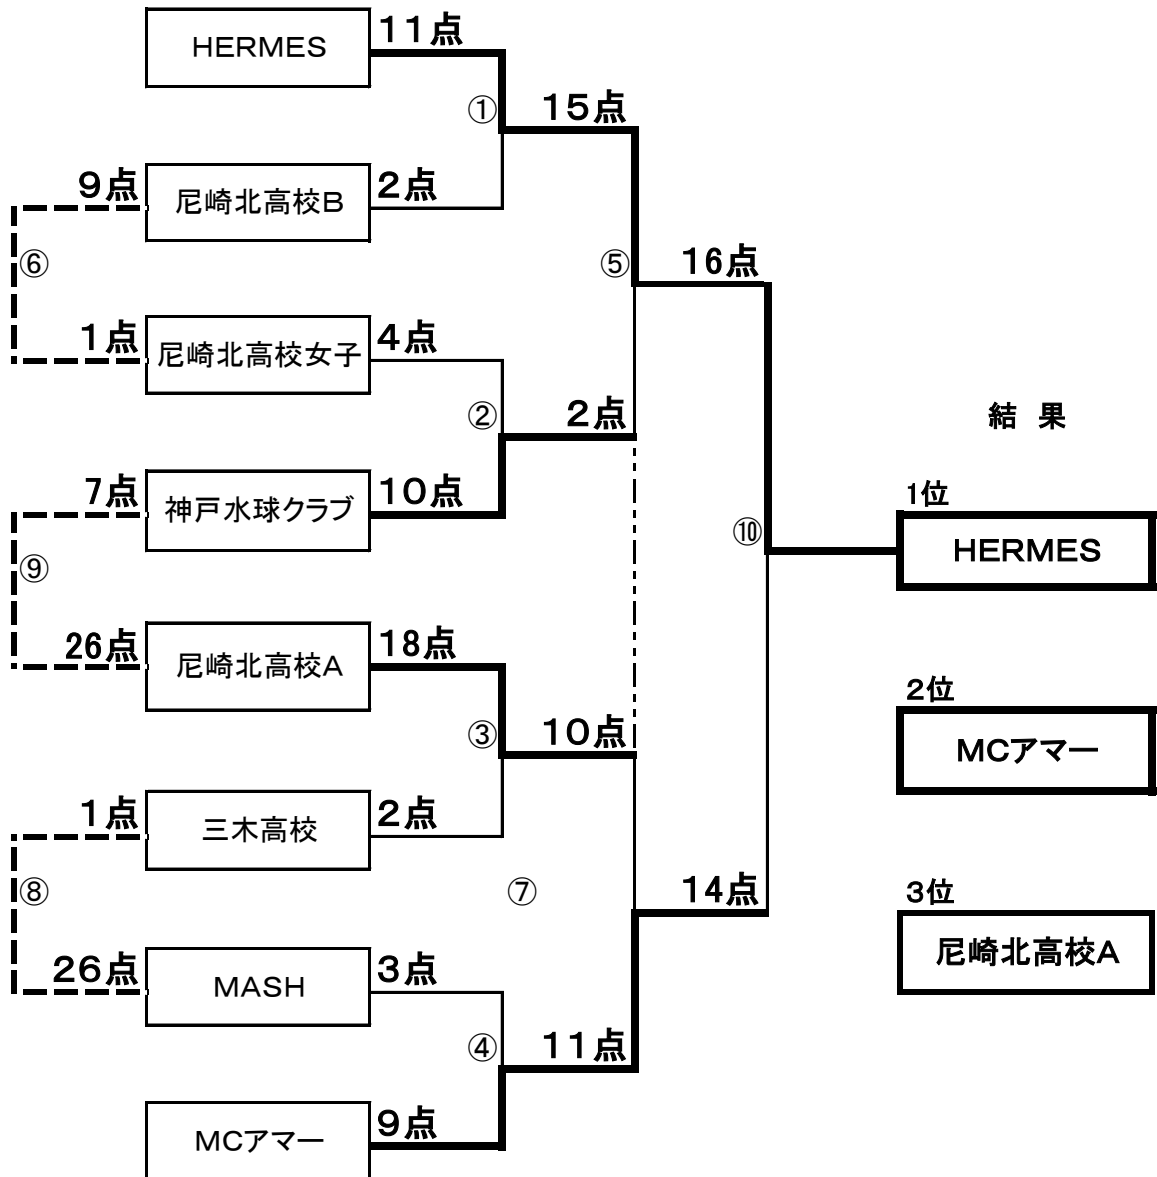 11点
HERMES
①
15点
9点
尼崎北高校B
2点
⑥
⑤
16点
1点
尼崎北高校女子
4点
②
2点
結 果
7点
神戸水球クラブ
10点
1位
⑩
HERMES
⑨
26点
尼崎北高校A
18点
2位
③
10点
MCアマー
1点
三木高校
2点
⑧
⑦
14点
3位
尼崎北高校A
26点
MASH
3点
④
11点
MCアマー
9点